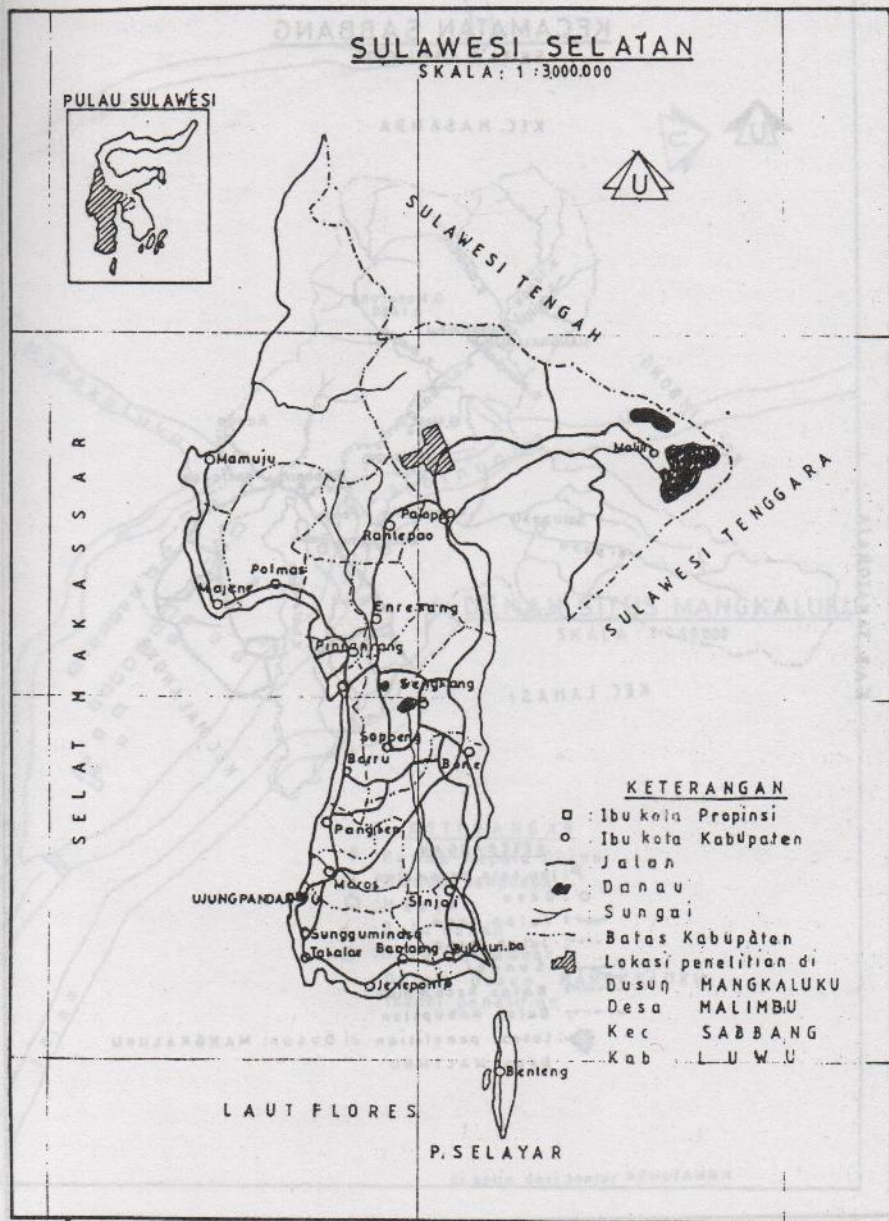 SULAWESI SELATAN
SKALA: 1 : 3.000.000
PULAU SULAWESI
U
SULAWESI TENGAH
SELAT MAKASSAR
Mamuju
Malili
Palopo
Rantepao
SULAWESI TENGGARA
Polmas
Majene
Enrekang
Pinrang
Sengkang
Soppeng
Barru
Bone
Pangkep
Maros
UJUNGPANDA
Sinjai
Sungguminasa
Takalar
Bantaeng
Bulukumba
Jeneponto
KETERANGAN
: Ibu kota Propinsi
: Ibu kota Kabupaten
: Jalan
: Danau
: Sungai
Batas Kabupaten
Lokasi penelitian di
Dusun MANGKALUKU
Desa MALIMBU
Kec SABBANG
Kab LUWU
Benteng
LAUT FLORES
P. SELAYAR